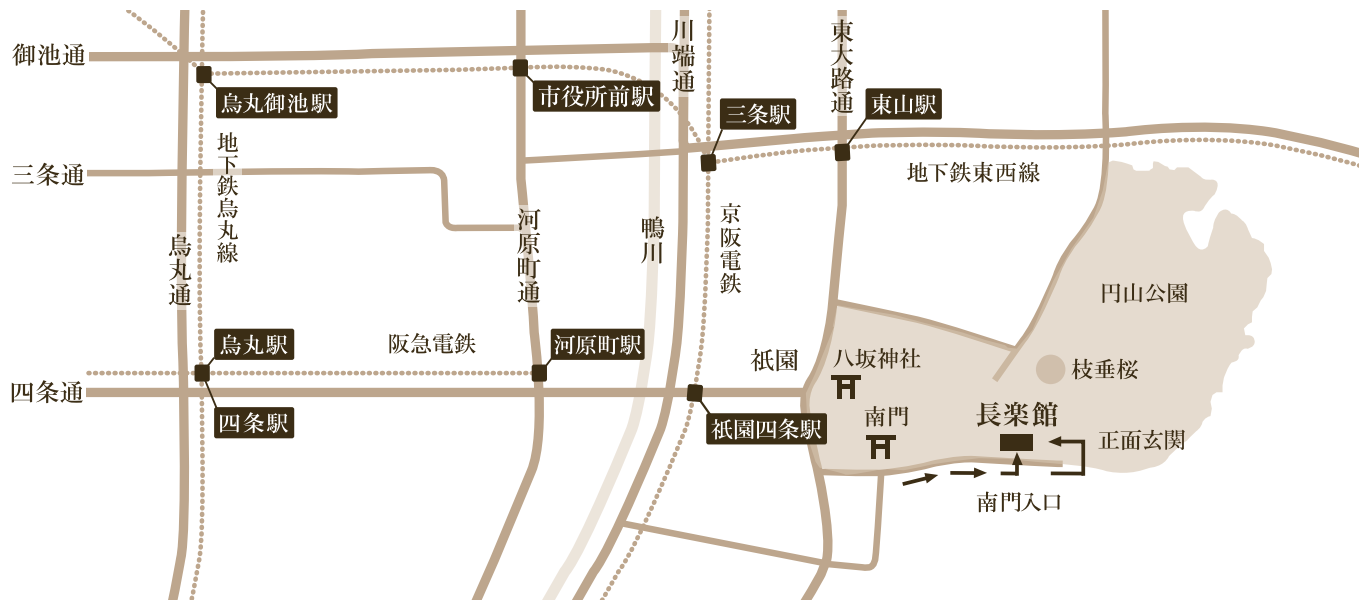 御池通
三条通
四条通
烏丸御池駅
市役所前駅
川端通
三条駅
東大路通
東山駅
地下鉄烏丸線
烏丸通
河原町通
鴨川
京阪電鉄
地下鉄東西線
円山公園
烏丸駅
阪急電鉄
河原町駅
四条駅
祇園
祇園四条駅
八坂神社
南門
枝垂桜
長楽館
正面玄関
南門入口